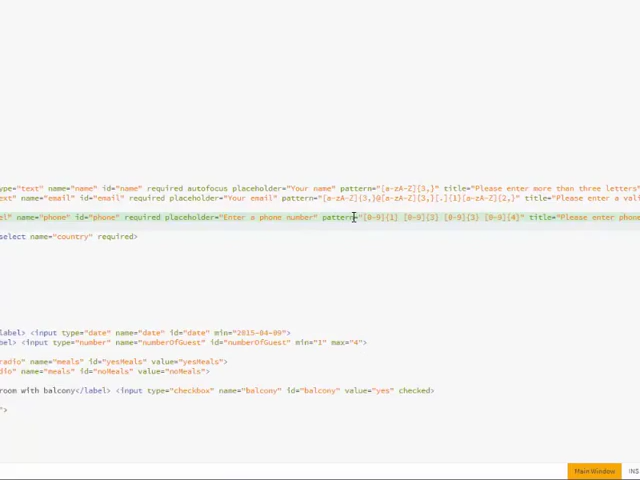 ype="text" name="name" id="name" required autofocus placeholder="Your name" pattern="[a-zA-Z]{3,}" title="Please enter more than three letters"
ext" name="email" id="email" required placeholder="Your email" pattern="[a-zA-Z]{3,}@[a-zA-Z]{3,}[.]{1}[a-zA-Z]{2,}" title="Please enter a vali
el" name="phone" id="phone" required placeholder="Enter a phone number" pattern="[0-9]{1} [0-9]{3} [0-9]{3} [0-9]{4}" title="Please enter phone
select name="country" required>
label> <input type="date" name="date" id="date" min="2015-04-09">
bel> <input type="number" name="numberOfGuest" id="numberOfGuest" min="1" max="4">
radio" name="meals" id="yesMeals" value="yesMeals">
dio" name="meals" id="noMeals" value="noMeals">
room with balcony</label> <input type="checkbox" name="balcony" id="balcony" value="yes" checked>
">
Main Window
INS